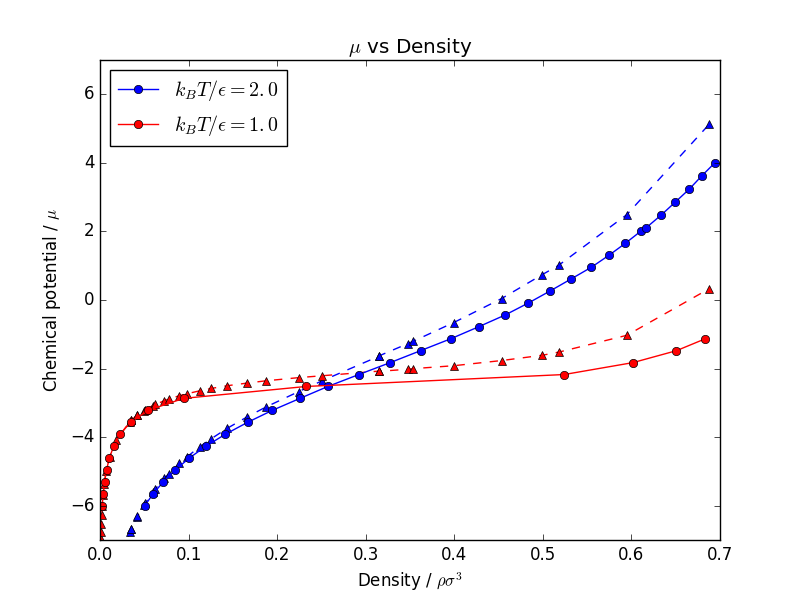 μ vs Density
k_BT/ϵ = 2.0
k_BT/ϵ = 1.0
Chemical potential / μ
6
4
2
0
−2
−4
−6
0.0 0.1 0.2 0.3 0.4 0.5 0.6 0.7
Density / ρσ³